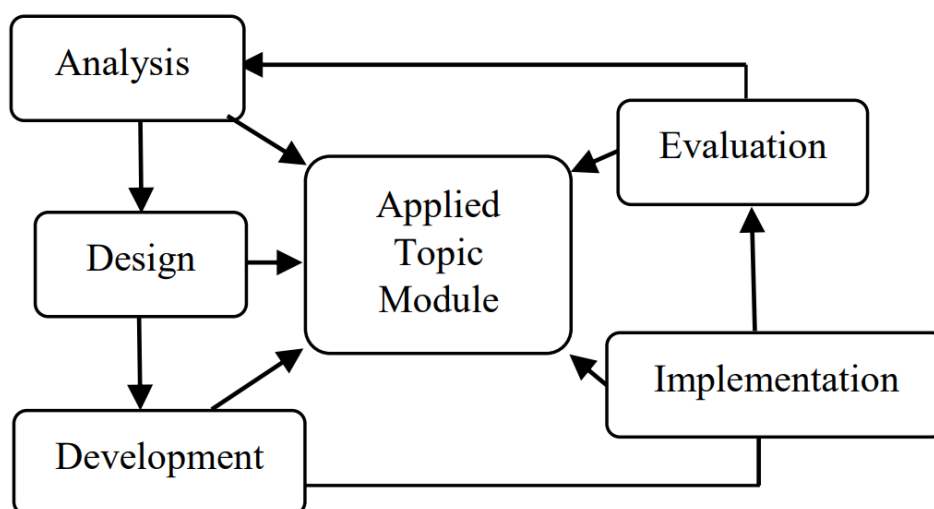 Analysis
Evaluation
Applied
Topic
Module
Design
Implementation
Development